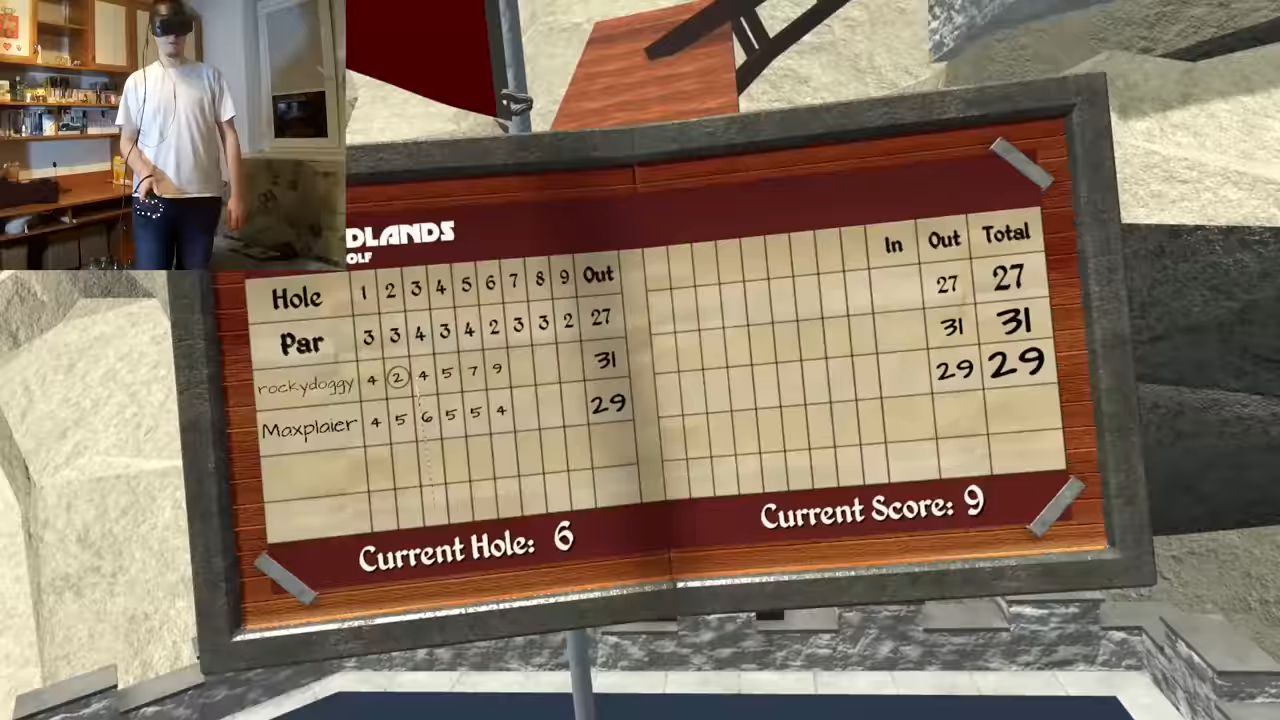 DLANDS
OLF
Hole 1 2 3 4 5 6 7 8 9 Out In Out Total
Par 3 3 4 3 4 2 3 3 2 27 27 27
rockydoggy 4 2 4 5 7 9 31 31 31
Maxplaier 4 5 6 5 5 4 29 29 29
Current Hole: 6
Current Score: 9